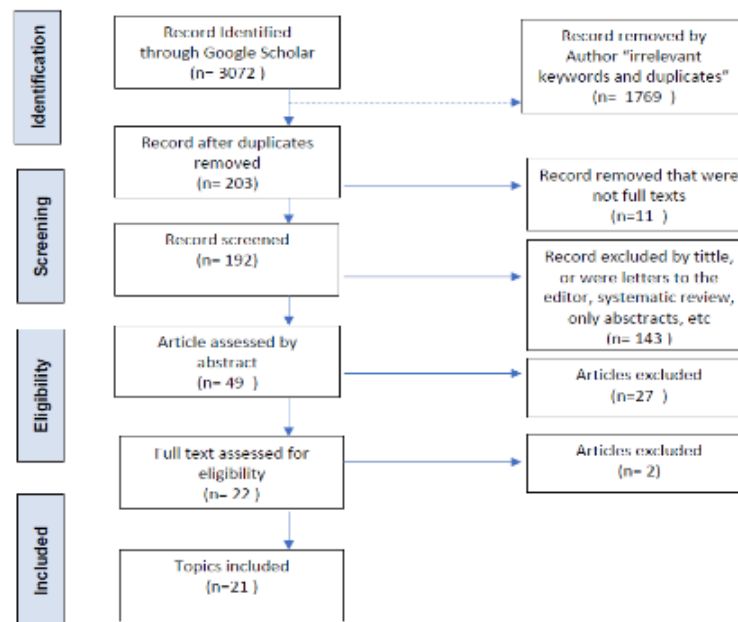 Identification
Record Identified
through Google Scholar
(n= 3072 )
Record removed by
Author "irrelevant
keywords and duplicates"
(n= 1769 )
Record after duplicates
removed
(n= 203)
Screening
Record removed that were
not full texts
(n=11 )
Record screened
(n= 192)
Record excluded by tittle,
or were letters to the
editor, systematic review,
only absctracts, etc
(n= 143 )
Eligibility
Article assessed by
abstract
(n= 49 )
Articles excluded
(n=27 )
Full text assessed for
eligibility
(n= 22 )
Articles excluded
(n= 2)
Included
Topics included
(n=21 )